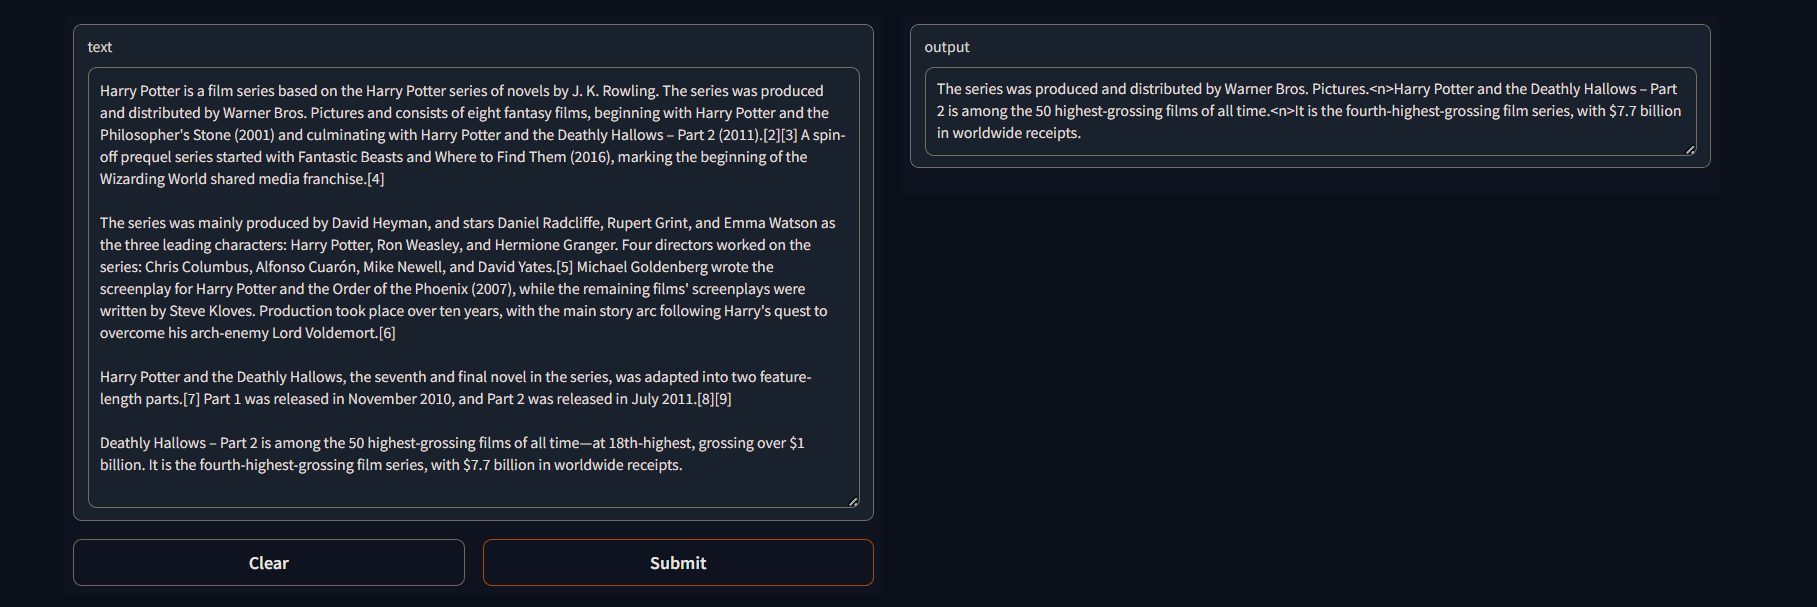 text
Harry Potter is a film series based on the Harry Potter series of novels by J. K. Rowling. The series was produced
and distributed by Warner Bros. Pictures and consists of eight fantasy films, beginning with Harry Potter and the
Philosopher's Stone (2001) and culminating with Harry Potter and the Deathly Hallows – Part 2 (2011).[2][3] A spin-
off prequel series started with Fantastic Beasts and Where to Find Them (2016), marking the beginning of the
Wizarding World shared media franchise.[4]
The series was mainly produced by David Heyman, and stars Daniel Radcliffe, Rupert Grint, and Emma Watson as
the three leading characters: Harry Potter, Ron Weasley, and Hermione Granger. Four directors worked on the
series: Chris Columbus, Alfonso Cuarón, Mike Newell, and David Yates.[5] Michael Goldenberg wrote the
screenplay for Harry Potter and the Order of the Phoenix (2007), while the remaining films' screenplays were
written by Steve Kloves. Production took place over ten years, with the main story arc following Harry's quest to
overcome his arch-enemy Lord Voldemort.[6]
Harry Potter and the Deathly Hallows, the seventh and final novel in the series, was adapted into two feature-
length parts.[7] Part 1 was released in November 2010, and Part 2 was released in July 2011.[8][9]
Deathly Hallows – Part 2 is among the 50 highest-grossing films of all time—at 18th-highest, grossing over $1
billion. It is the fourth-highest-grossing film series, with $7.7 billion in worldwide receipts.
Clear
Submit
output
The series was produced and distributed by Warner Bros. Pictures.<n>Harry Potter and the Deathly Hallows – Part
2 is among the 50 highest-grossing films of all time.<n>It is the fourth-highest-grossing film series, with $7.7 billion
in worldwide receipts.